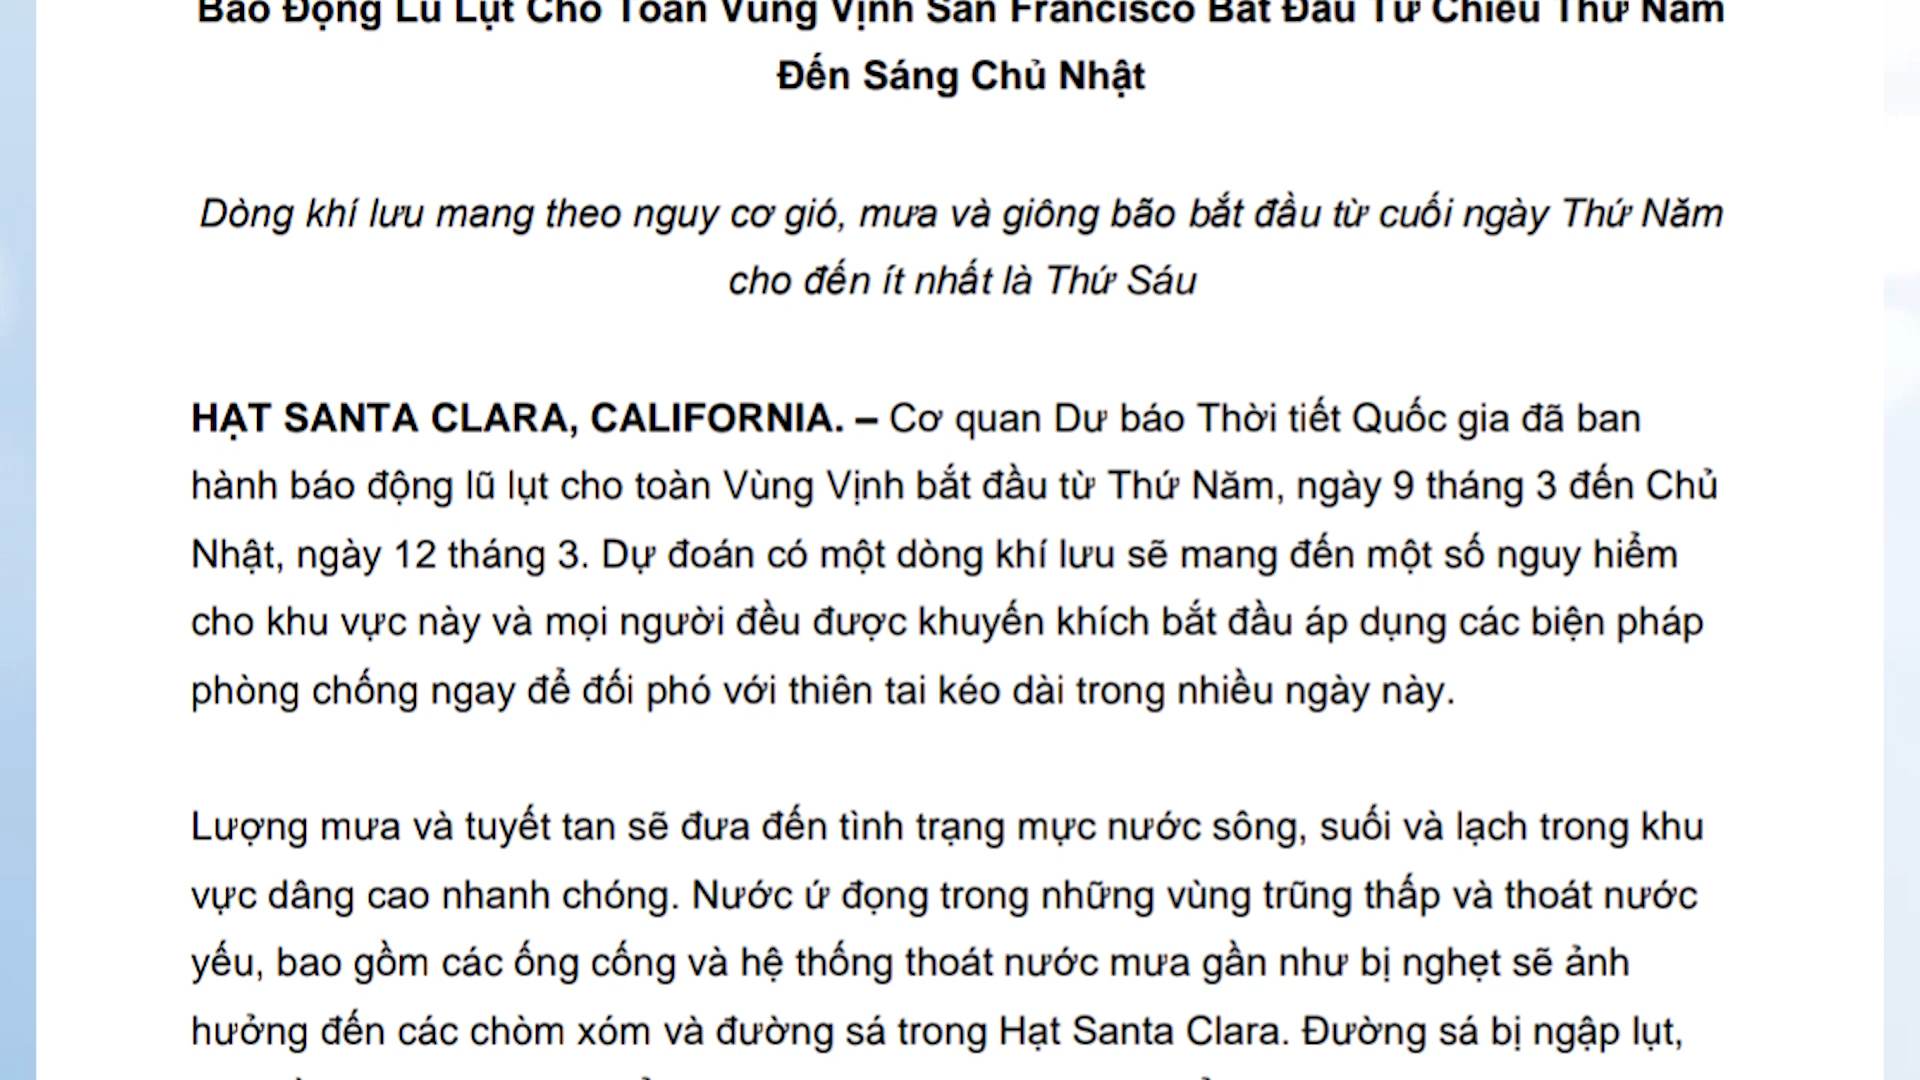 Báo Động Lũ Lụt Cho Toàn Vùng Vịnh San Francisco Bắt Đầu Từ Chiều Thứ Năm
Đến Sáng Chủ Nhật
Dòng khí lưu mang theo nguy cơ gió, mưa và giông bão bắt đầu từ cuối ngày Thứ Năm
cho đến ít nhất là Thứ Sáu
HẠT SANTA CLARA, CALIFORNIA. – Cơ quan Dư báo Thời tiết Quốc gia đã ban
hành báo động lũ lụt cho toàn Vùng Vịnh bắt đầu từ Thứ Năm, ngày 9 tháng 3 đến Chủ
Nhật, ngày 12 tháng 3. Dự đoán có một dòng khí lưu sẽ mang đến một số nguy hiểm
cho khu vực này và mọi người đều được khuyến khích bắt đầu áp dụng các biện pháp
phòng chống ngay để đối phó với thiên tai kéo dài trong nhiều ngày này.
Lượng mưa và tuyết tan sẽ đưa đến tình trạng mực nước sông, suối và lạch trong khu
vực dâng cao nhanh chóng. Nước ứ đọng trong những vùng trũng thấp và thoát nước
yếu, bao gồm các ống cống và hệ thống thoát nước mưa gần như bị nghẹt sẽ ảnh
hưởng đến các chòm xóm và đường sá trong Hạt Santa Clara. Đường sá bị ngập lụt,